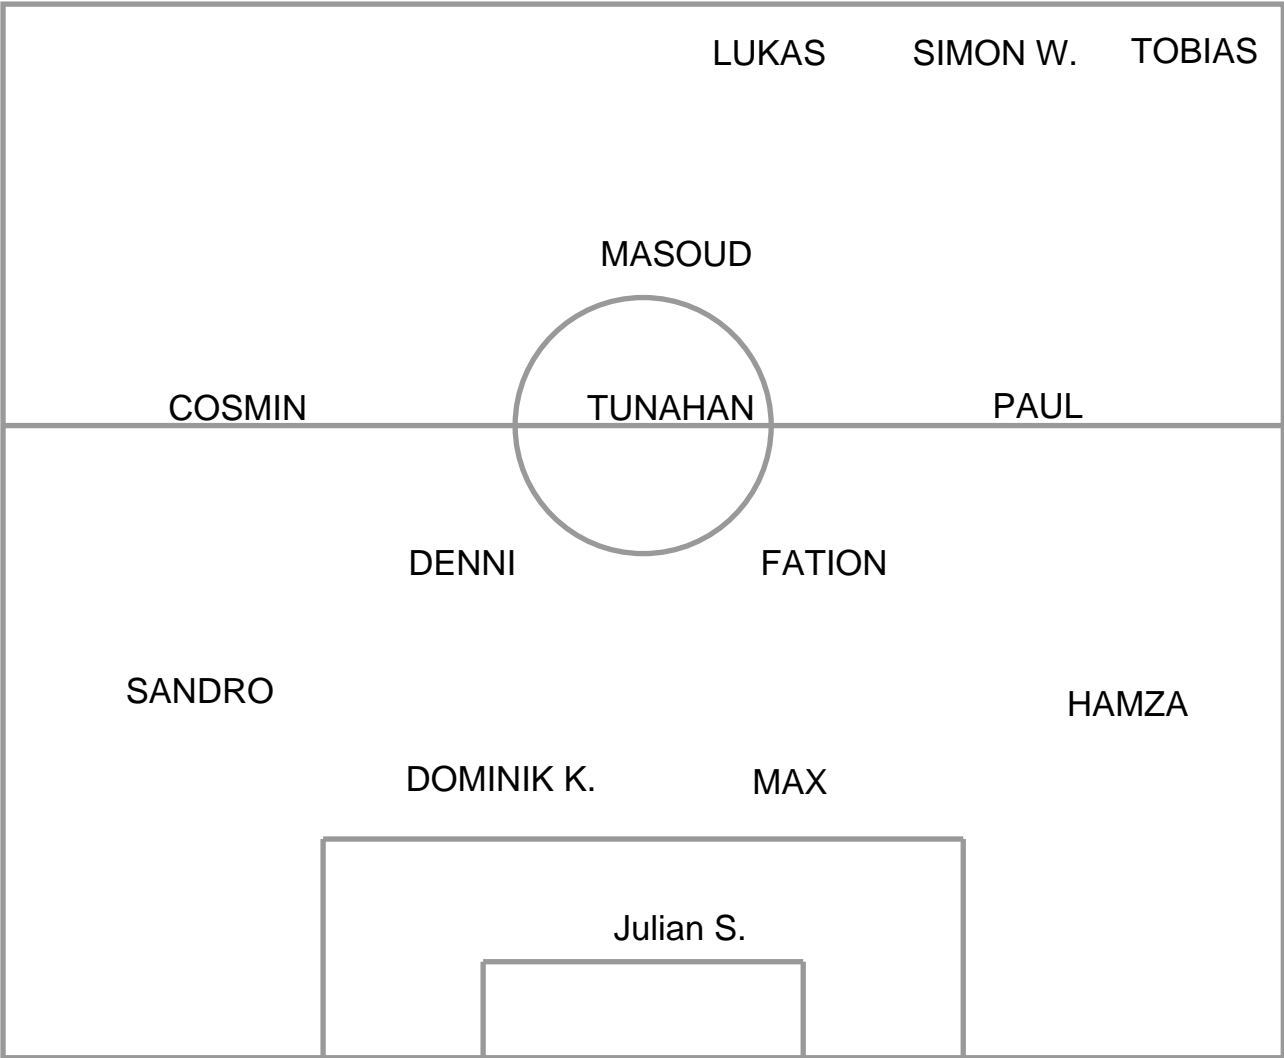 LUKAS SIMON W. TOBIAS
MASOUD
COSMIN TUNAHAN PAUL
DENNI FATION
SANDRO HAMZA
DOMINIK K. MAX
Julian S.